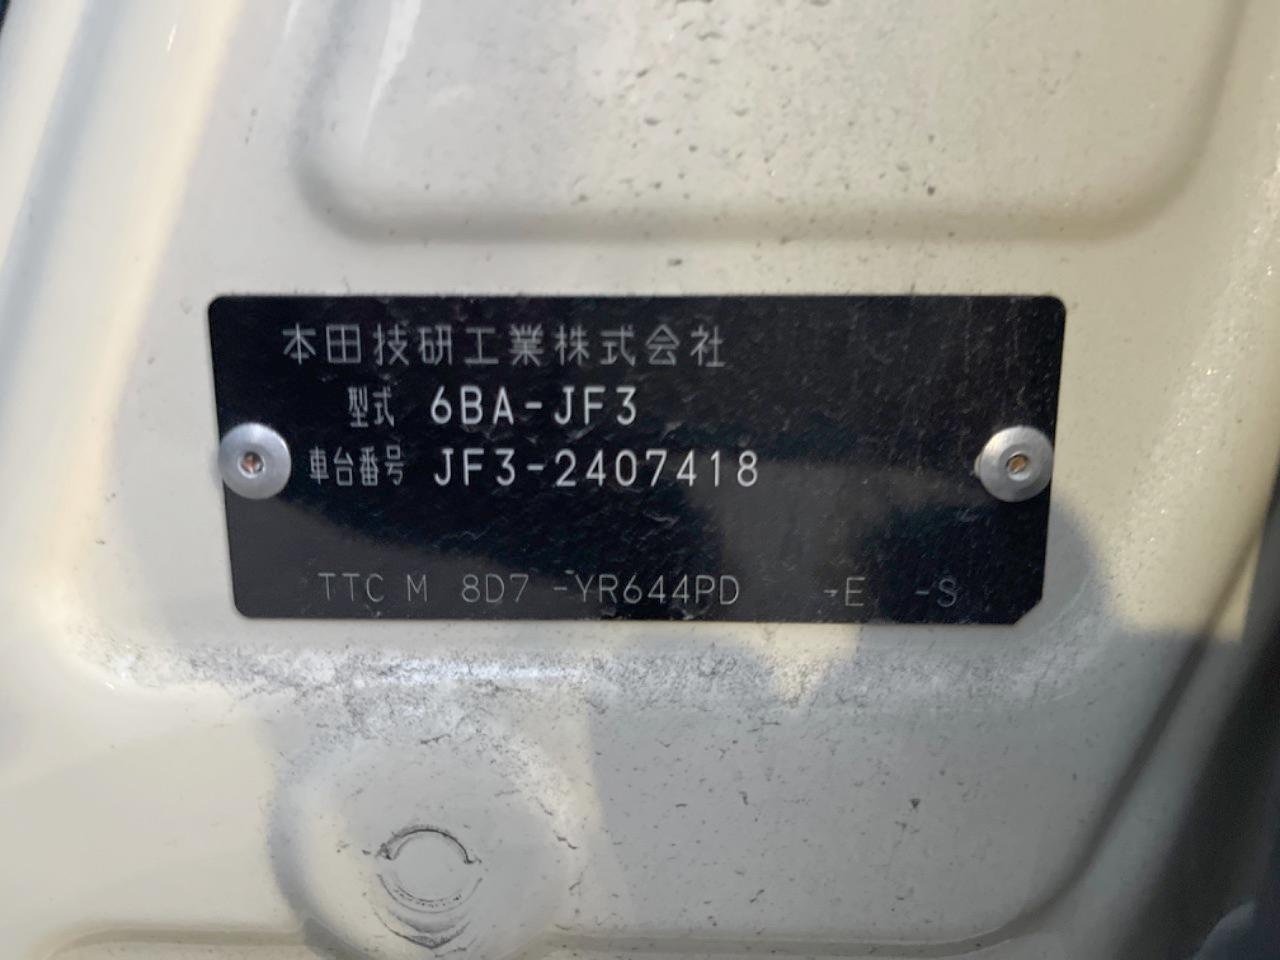 本田技研工業株式会社
型式 6BA-JF3
車台番号 JF3-2407418
TTC M 8D7 -YR644PD -E -S